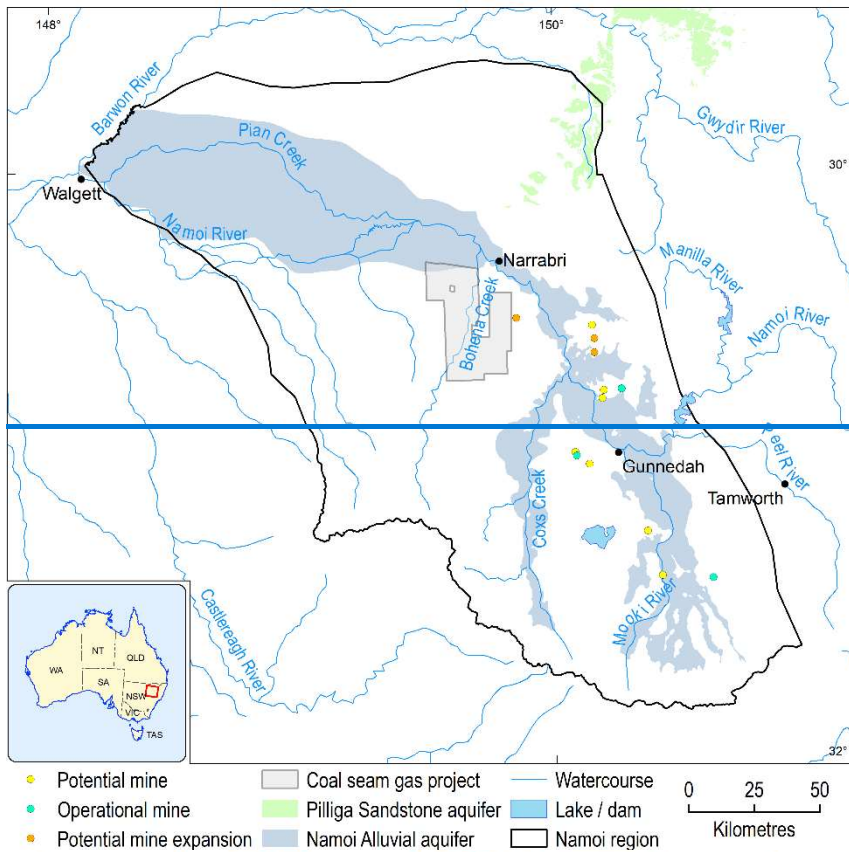 148°
150°
Barwon River
Gwydir River
Pian Creek
30°
Walgett
Namoi River
Narrabri
Manilla River
Namoi River
Bohena Creek
Peel River
Gunnedah
Tamworth
Coxs Creek
Mooki River
Castlereagh River
WA
NT
QLD
SA
NSW
VIC
TAS
32°
Potential mine
Coal seam gas project
Watercourse
0 25 50
Operational mine
Pilliga Sandstone aquifer
Lake / dam
Kilometres
Potential mine expansion
Namoi Alluvial aquifer
Namoi region